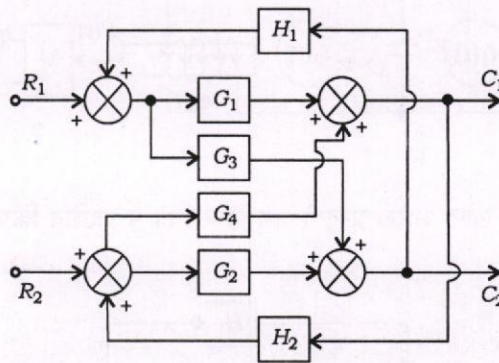 H₁
+
R₁
+
G₁
+
+
C₁
G₃
G₄
+
+
R₂
+
G₂
+
C₂
+
H₂